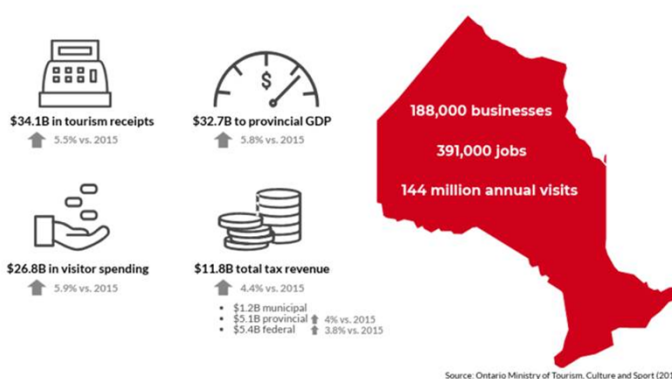 $34.1B in tourism receipts
5.5% vs. 2015
$
$32.7B to provincial GDP
5.8% vs. 2015
$26.8B in visitor spending
5.9% vs. 2015
$11.8B total tax revenue
4.4% vs. 2015
• $1.2B municipal
• $5.1B provincial 4% vs. 2015
• $5.4B federal 3.8% vs. 2015
188,000 businesses
391,000 jobs
144 million annual visits
Source: Ontario Ministry of Tourism, Culture and Sport (201